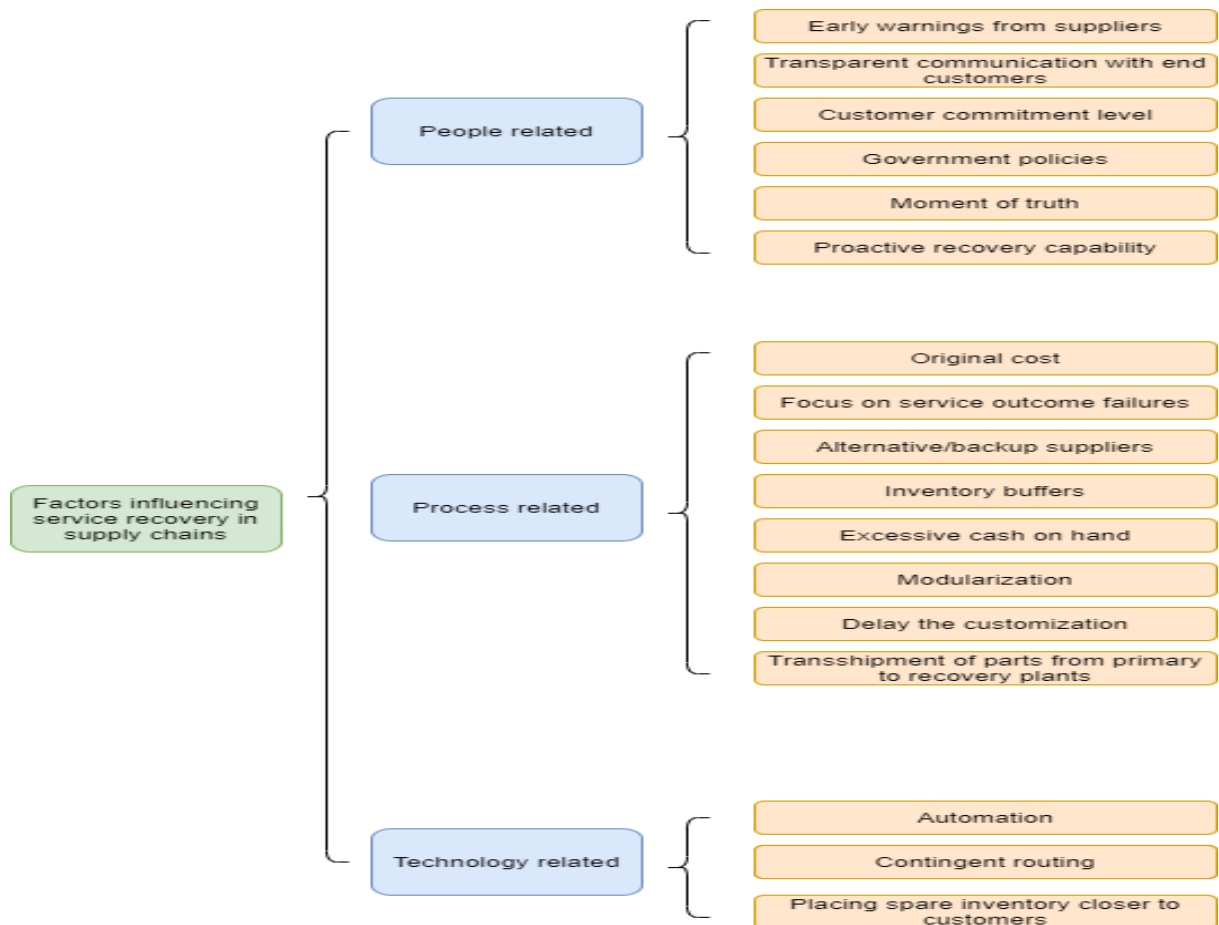 Early warnings from suppliers
Transparent communication with end
customers
People related
Customer commitment level
Government policies
Moment of truth
Proactive recovery capability
Original cost
Focus on service outcome failures
Alternative/backup suppliers
Factors influencing
service recovery in
supply chains
Process related
Inventory buffers
Excessive cash on hand
Modularization
Delay the customization
Transshipment of parts from primary
to recovery plants
Automation
Technology related
Contingent routing
Placing spare inventory closer to
customers